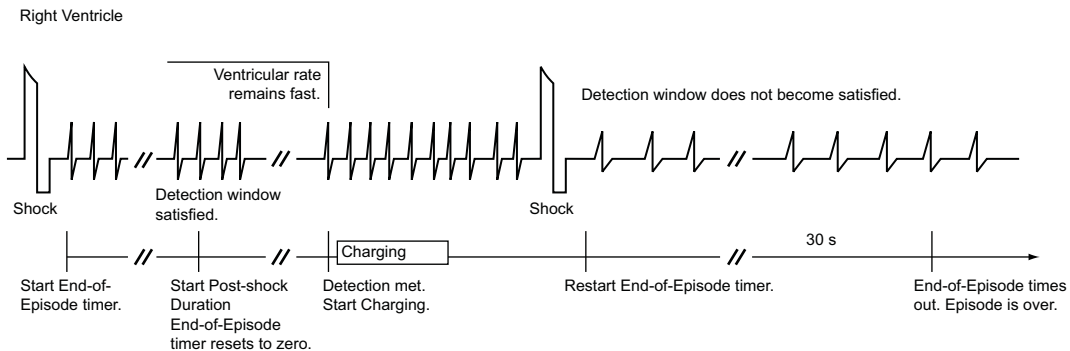 Right Ventricle
Ventricular rate
remains fast.
Detection window does not become satisfied.
Shock
Detection window
satisfied.
Shock
Charging
30 s
Start End-of-
Episode timer.
Start Post-shock
Duration
End-of-Episode
timer resets to zero.
Detection met.
Start Charging.
Restart End-of-Episode timer.
End-of-Episode times
out. Episode is over.